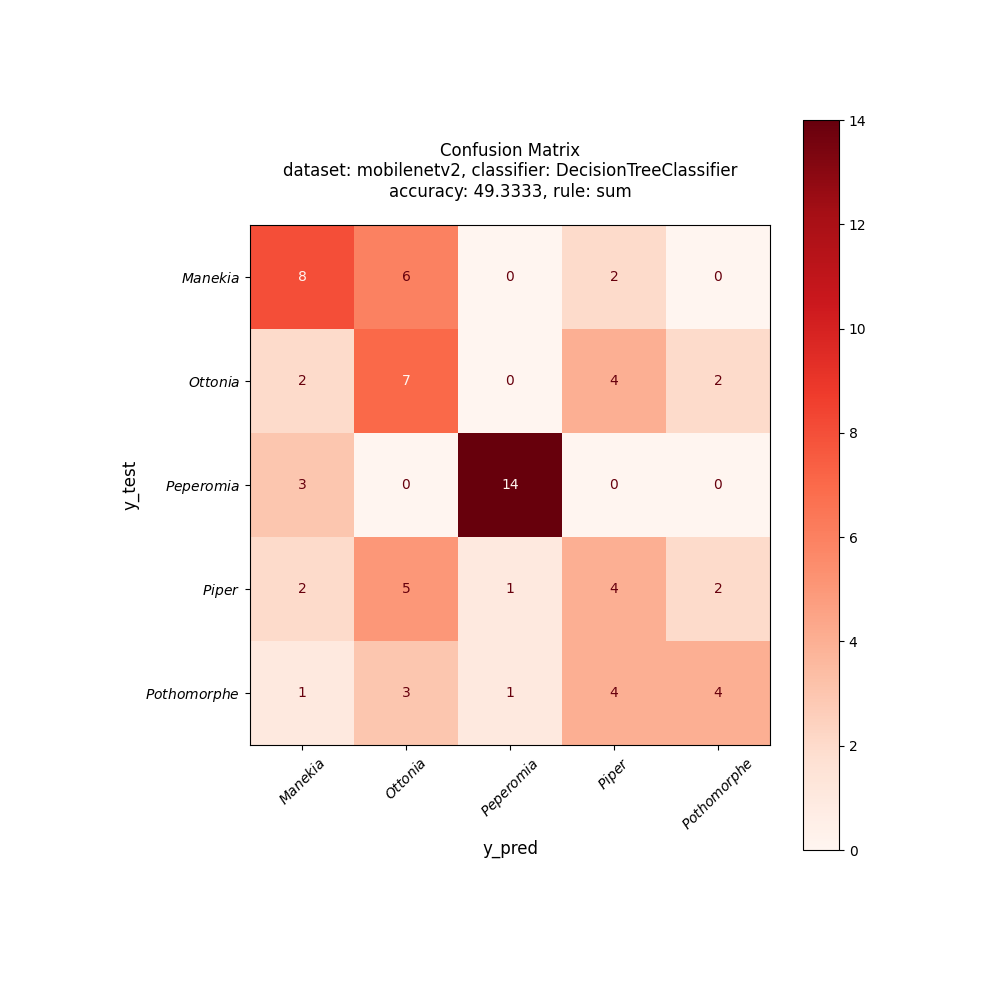 Confusion Matrix
dataset: mobilenetv2, classifier: DecisionTreeClassifier
accuracy: 49.3333, rule: sum
y_test
Manekia 8 6 0 2 0
Ottonia 2 7 0 4 2
Peperomia 3 0 14 0 0
Piper 2 5 1 4 2
Pothomorphe 1 3 1 4 4
Manekia Ottonia Peperomia Piper Pothomorphe
y_pred
14
12
10
8
6
4
2
0